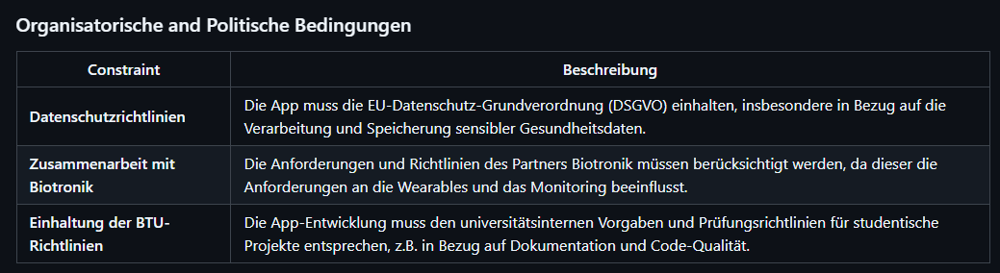 Organisatorische and Politische Bedingungen
Constraint
Beschreibung
Datenschutzrichtlinien
Die App muss die EU-Datenschutz-Grundverordnung (DSGVO) einhalten, insbesondere in Bezug auf die
Verarbeitung und Speicherung sensibler Gesundheitsdaten.
Zusammenarbeit mit
Biotronik
Die Anforderungen und Richtlinien des Partners Biotronik müssen berücksichtigt werden, da dieser die
Anforderungen an die Wearables und das Monitoring beeinflusst.
Einhaltung der BTU-
Richtlinien
Die App-Entwicklung muss den universitätsinternen Vorgaben und Prüfungsrichtlinien für studentische
Projekte entsprechen, z.B. in Bezug auf Dokumentation und Code-Qualität.